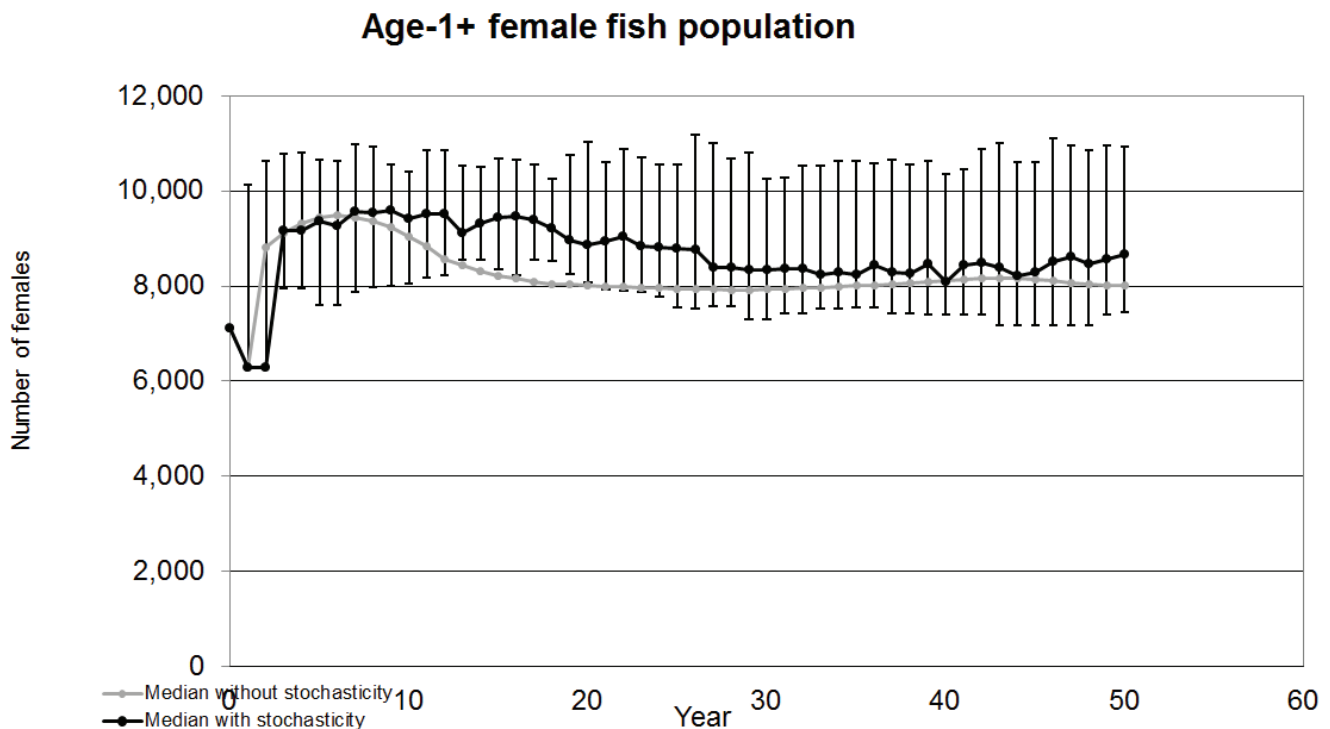 Age-1+ female fish population
Number of females
12,000
10,000
8,000
6,000
4,000
2,000
0
0 10 20 30 40 50 60
Year
Median without stochasticity
Median with stochasticity